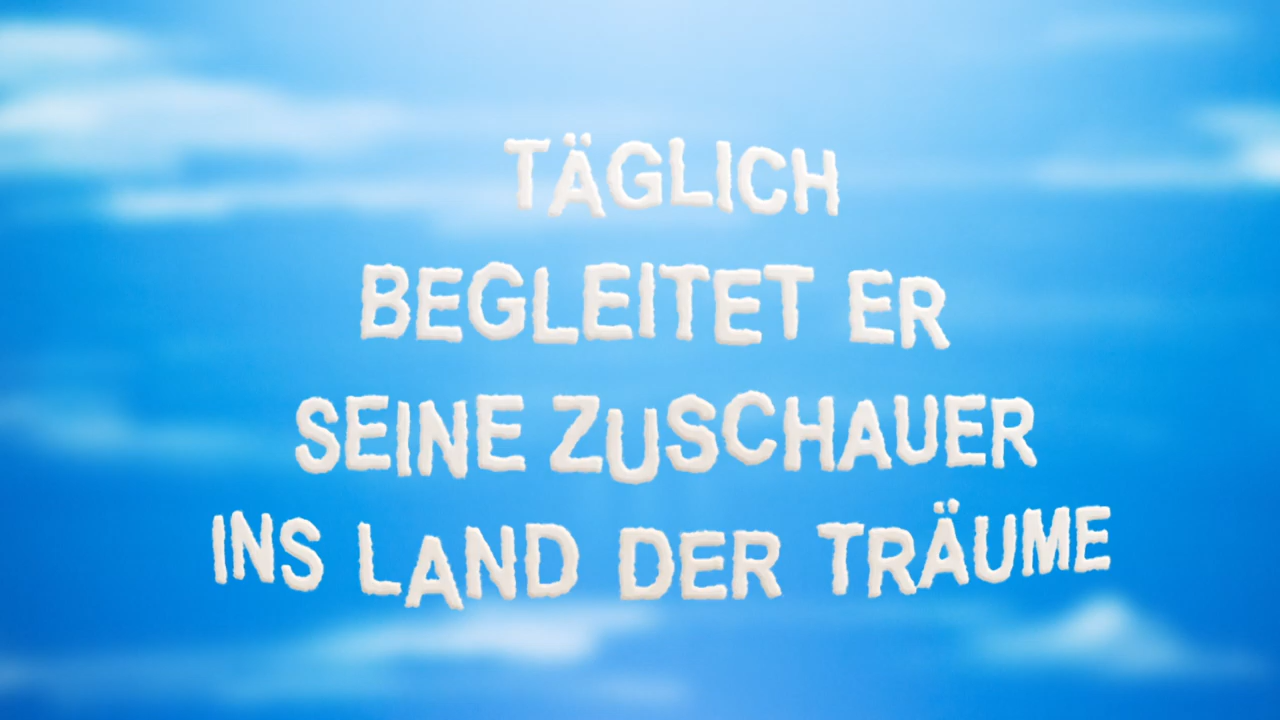 TÄGLICH
BEGLEITET ER
SEINE ZUSCHAUER
INS LAND DER TRÄUME